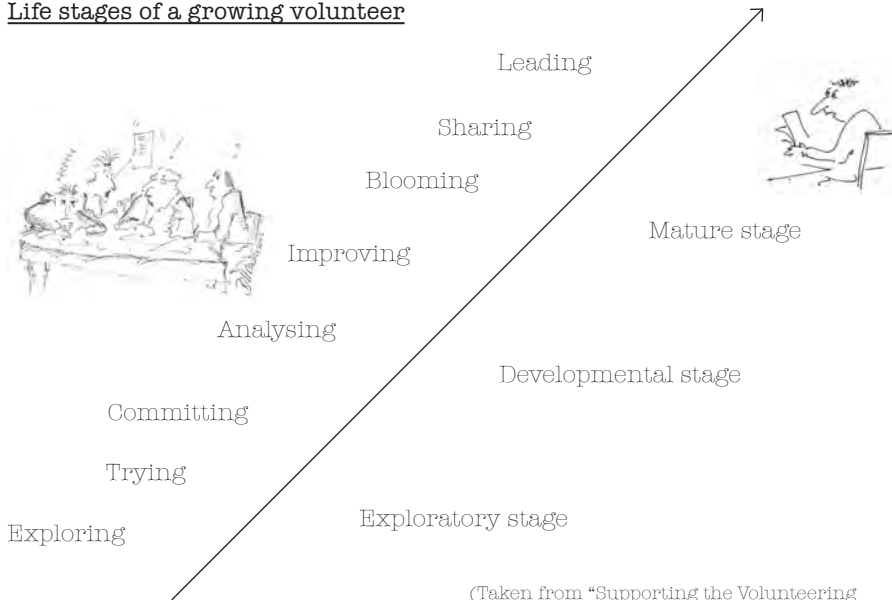 Life stages of a growing volunteer
Leading
Sharing
Blooming
Mature stage
Improving
Analysing
Developmental stage
Committing
Trying
Exploratory stage
Exploring
(Taken from “Supporting the Volunteering